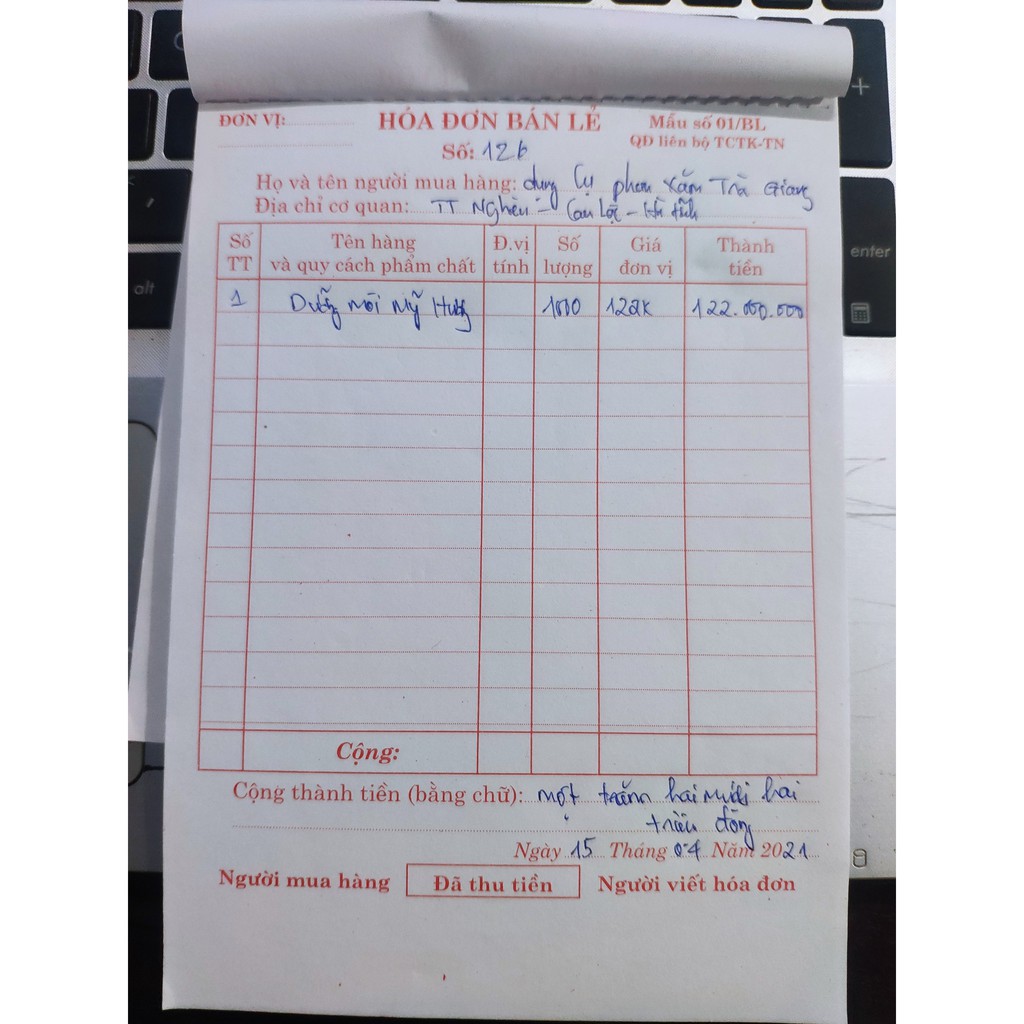 ĐƠN VỊ: HÓA ĐƠN BÁN LẺ Mẫu số 01/BL
Số: 126 QĐ liên bộ TCTK-TN
Họ và tên người mua hàng: dụng cụ phun xăm Trà Giang
Địa chỉ cơ quan: TT Nghèn - Can Lộc - Hà Tĩnh
Số TT Tên hàng và quy cách phẩm chất Đ.vị tính Số lượng Giá đơn vị Thành tiền
1 Dưỡng môi Mỹ Hương 1000 122K 122.000.000
Cộng:
Cộng thành tiền (bằng chữ): một trăm hai mươi hai
triệu đồng
Ngày 15 Tháng 04 Năm 2021
Người mua hàng Đã thu tiền Người viết hóa đơn
enter
alt
+